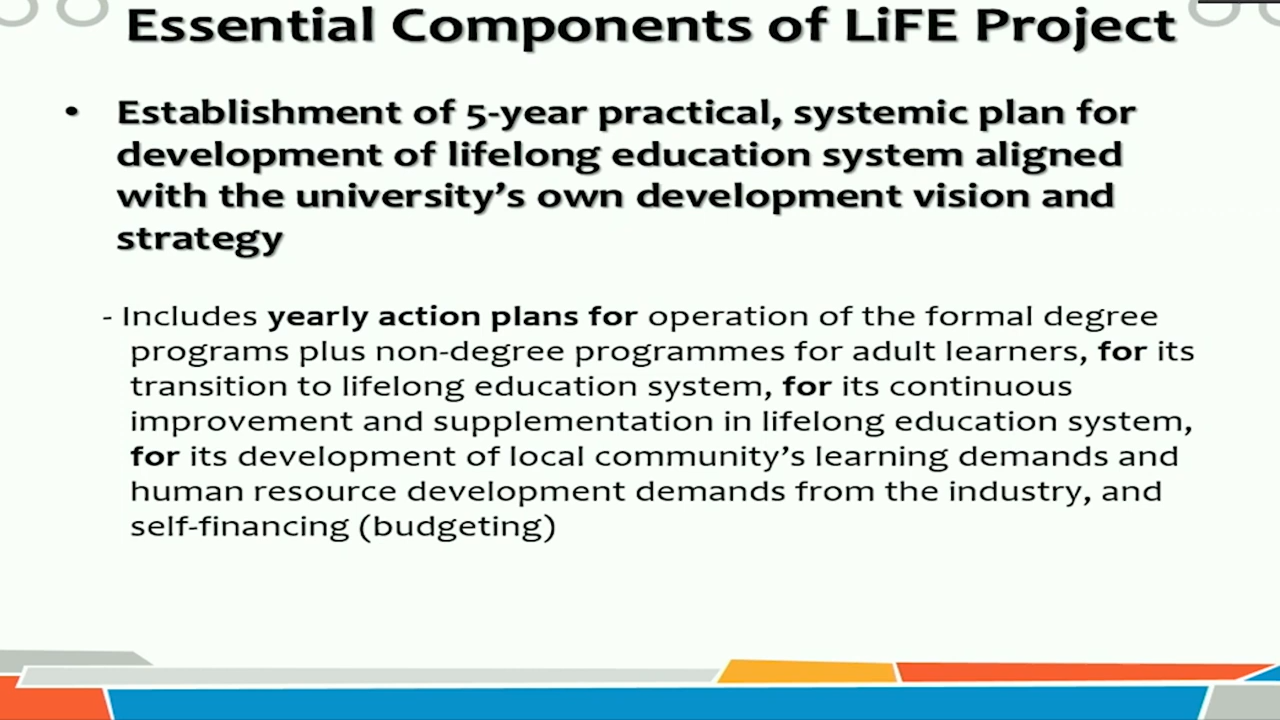 Essential Components of LiFE Project
• Establishment of 5-year practical, systemic plan for
development of lifelong education system aligned
with the university's own development vision and
strategy
- Includes yearly action plans for operation of the formal degree
programs plus non-degree programmes for adult learners, for its
transition to lifelong education system, for its continuous
improvement and supplementation in lifelong education system,
for its development of local community's learning demands and
human resource development demands from the industry, and
self-financing (budgeting)